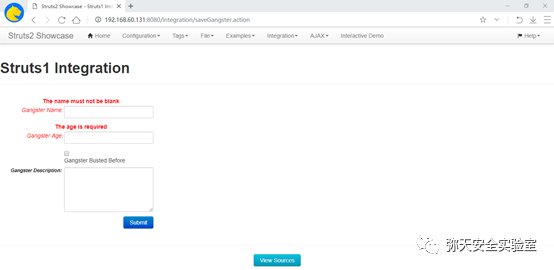 Struts2 Showcase - Struts1 Inte
192.168.60.131:8080/integration/saveGangster.action
Struts2 Showcase Home Configuration Tags File Examples Integration AJAX Interactive Demo Help
Struts1 Integration
The name must not be blank
Gangster Name:
The age is required
Gangster Age:
Gangster Busted Before
Gangster Description:
Submit
弥天安全实验室
View Sources